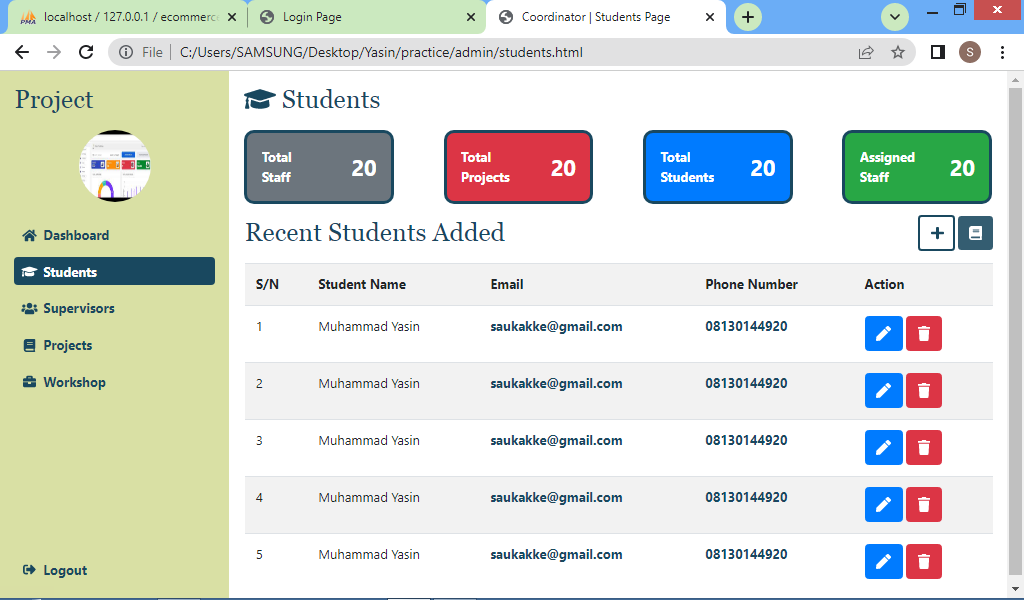 localhost / 127.0.0.1 / ecommerc
Login Page
Coordinator | Students Page
File
C:/Users/SAMSUNG/Desktop/Yasin/practice/admin/students.html
S
Project
Dashboard
Students
Supervisors
Projects
Workshop
Logout
Students
Total Staff 20
Total Projects 20
Total Students 20
Assigned Staff 20
Recent Students Added
S/N Student Name Email Phone Number Action
1 Muhammad Yasin saukakke@gmail.com 08130144920
2 Muhammad Yasin saukakke@gmail.com 08130144920
3 Muhammad Yasin saukakke@gmail.com 08130144920
4 Muhammad Yasin saukakke@gmail.com 08130144920
5 Muhammad Yasin saukakke@gmail.com 08130144920